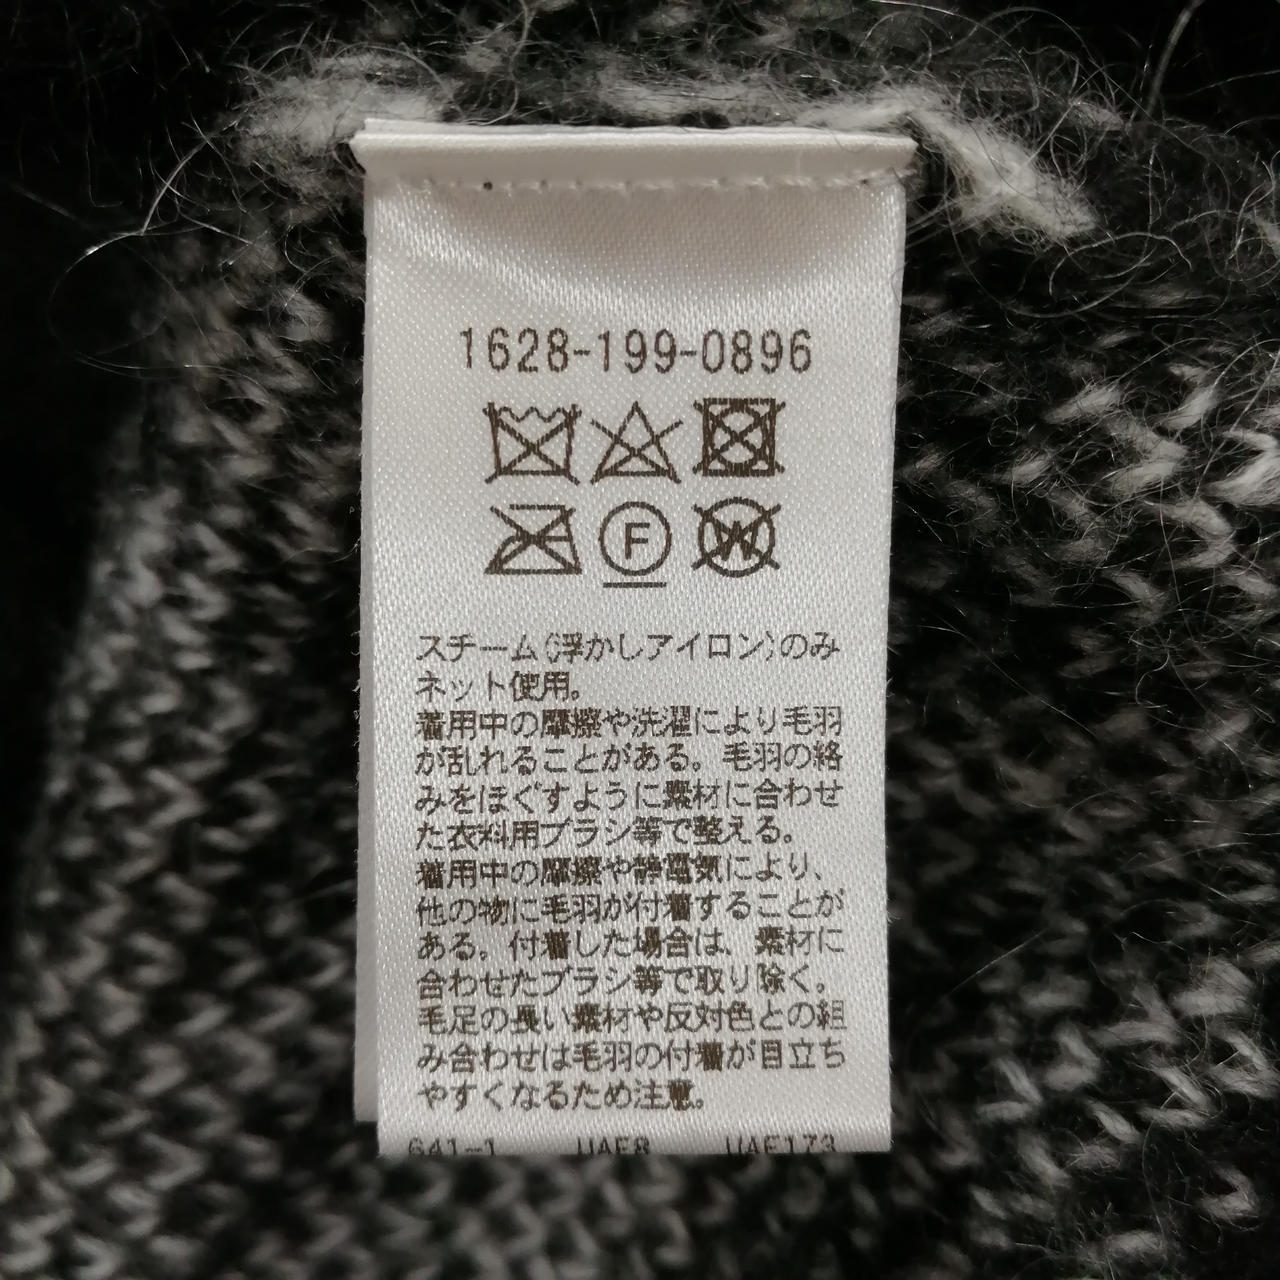 1628-199-0896
F
W
スチーム(浮かしアイロン)のみ
ネット使用。
着用中の摩擦や洗濯により毛羽
が乱れることがある。毛羽の絡
みをほぐすように素材に合わせ
た衣料用ブラシ等で整える。
着用中の摩擦や静電気により、
他の物に毛羽が付着することが
ある。付着した場合は、素材に
合わせたブラシ等で取り除く。
毛足の長い素材や反対色との組
み合わせは毛羽の付着が目立ち
やすくなるため注意。
641-1 UAE8 UAE173